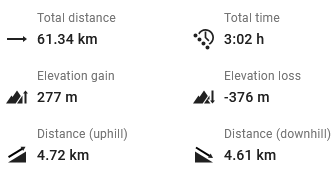 Total distance
61.34 km
Total time
3:02 h
Elevation gain
277 m
Elevation loss
-376 m
Distance (uphill)
4.72 km
Distance (downhill)
4.61 km